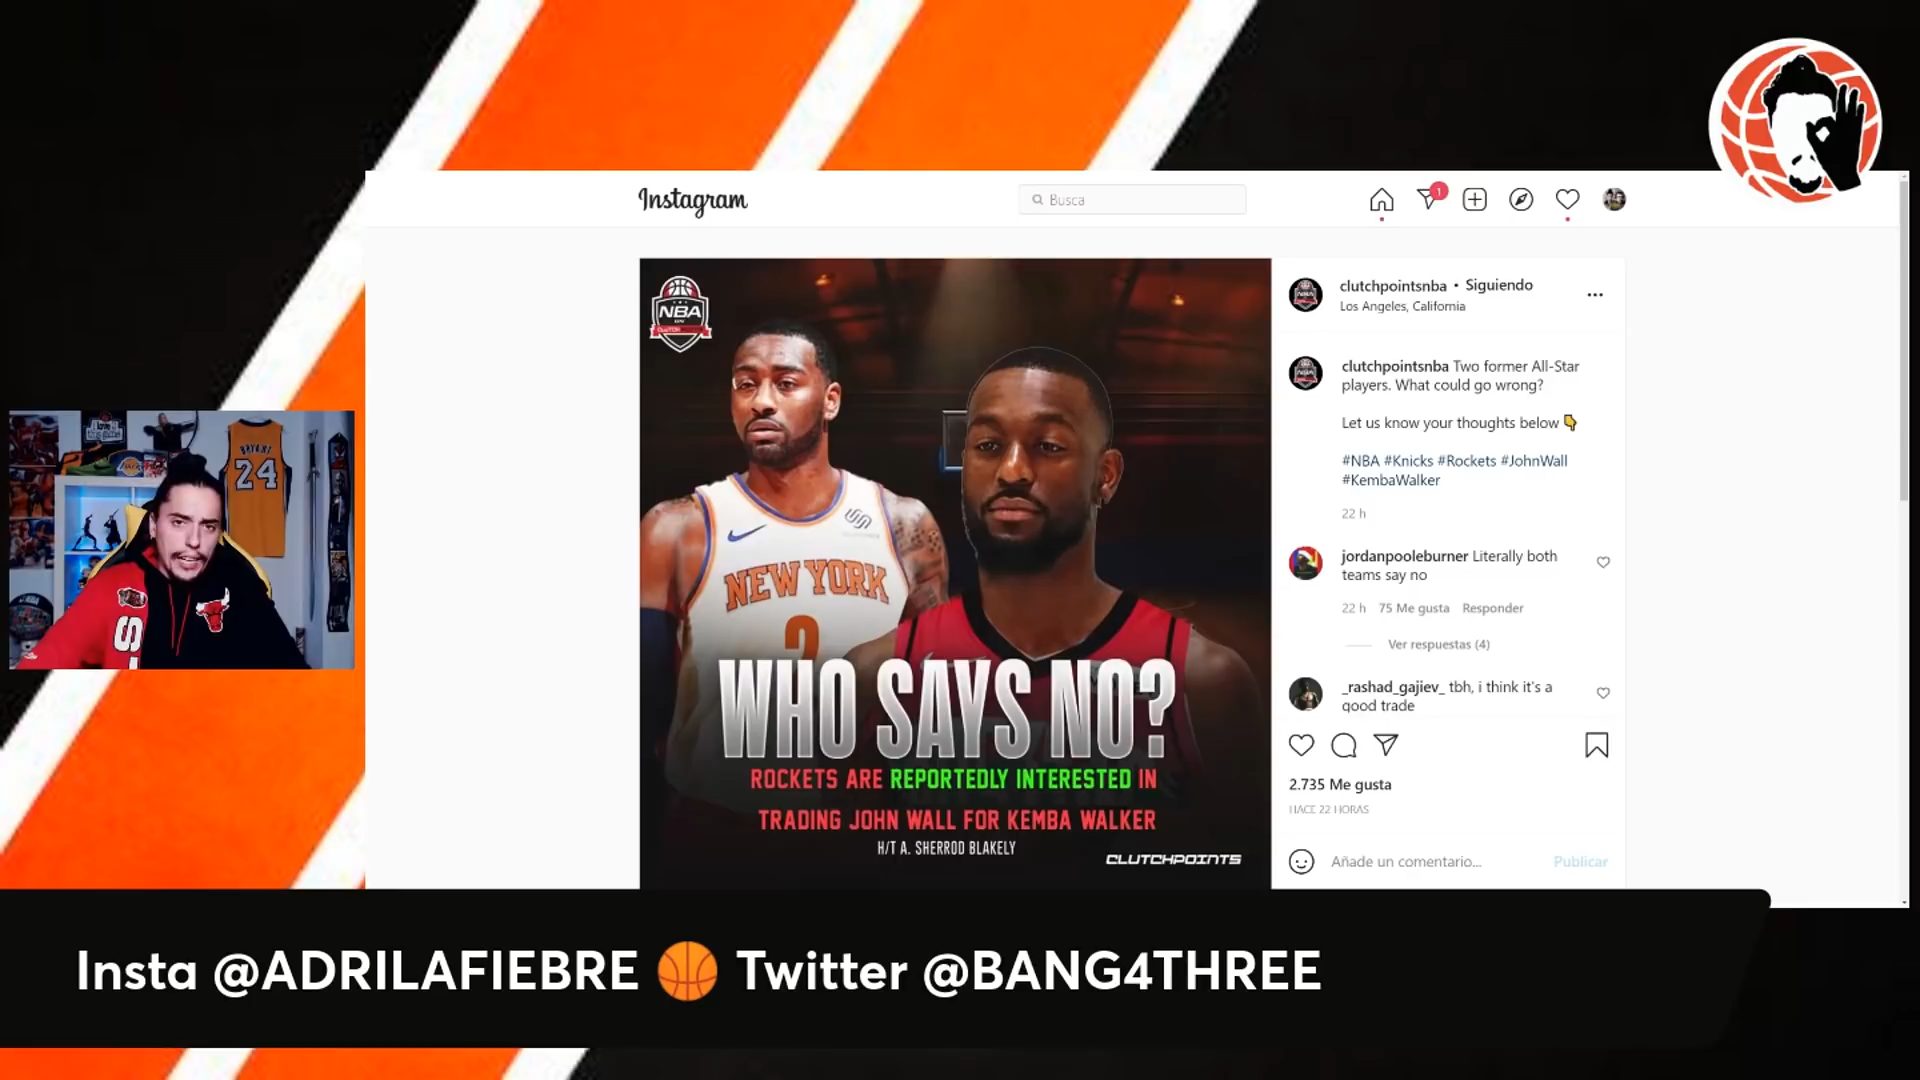 Instagram
Busca
1
clutchpointsnba • Siguiendo
Los Angeles, California
NBA
clutchpointsnba Two former All-Star
players. What could go wrong?
Let us know your thoughts below 👇
#NBA #Knicks #Rockets #JohnWall
#KembaWalker
22 h
jordanpooleburner Literally both
teams say no
22 h 75 Me gusta Responder
Ver respuestas (4)
_rashad_gajiev_ tbh, i think it's a
good trade
2.735 Me gusta
HACE 22 HORAS
Añade un comentario...
Publicar
BRYANT
24
NEW YORK
WHO SAYS NO?
ROCKETS ARE REPORTEDLY INTERESTED IN
TRADING JOHN WALL FOR KEMBA WALKER
H/T A. SHERROD BLAKELY
CLUTCHPOINTS
Insta @ADRILAFIEBRE 🏀 Twitter @BANG4THREE